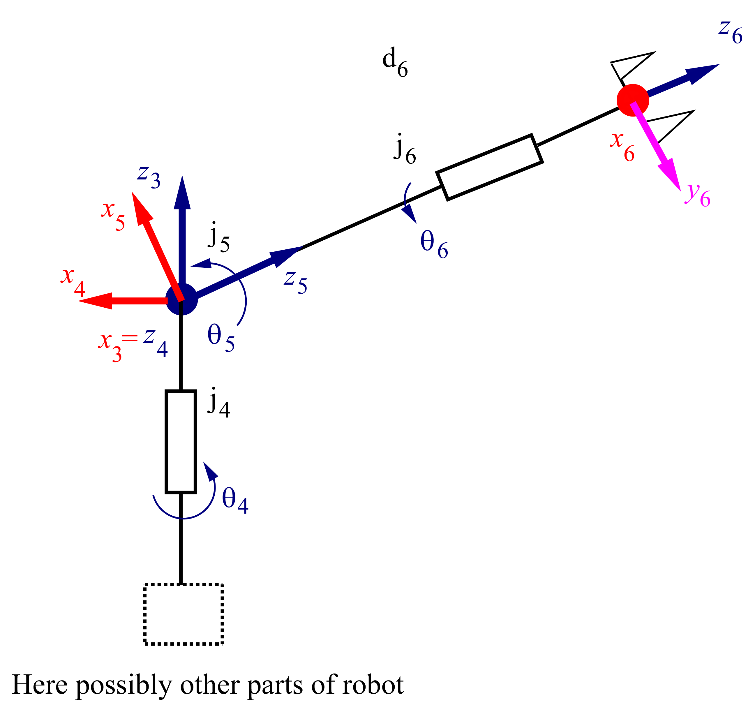 z6
d6
j6
x6
y6
z3
x5
j5
θ6
z5
x4
θ5
x3=z4
j4
θ4
Here possibly other parts of robot